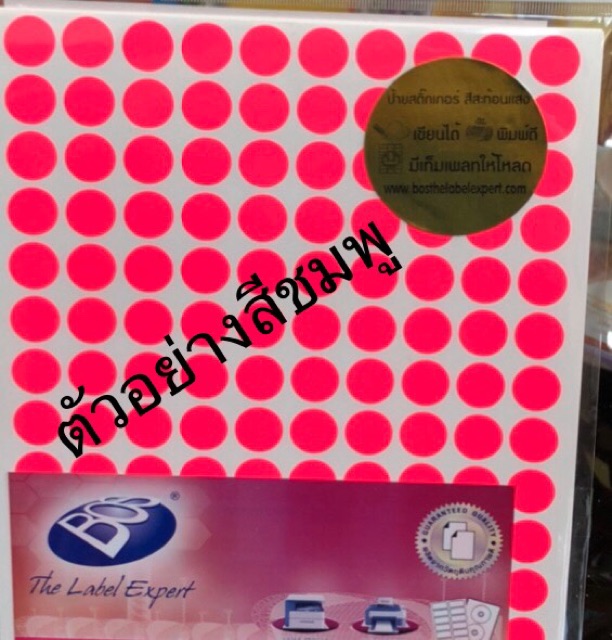 ป้ายสติ๊กเกอร์ สีสะท้อนแสง
เขียนได้ พิมพ์ดี
มีเท็มเพลทให้โหลด
www.bosthelabelexpert.com
ตัวอย่างสีชมพู
BOS ®
The Label Expert
GUARANTEED QUALITY